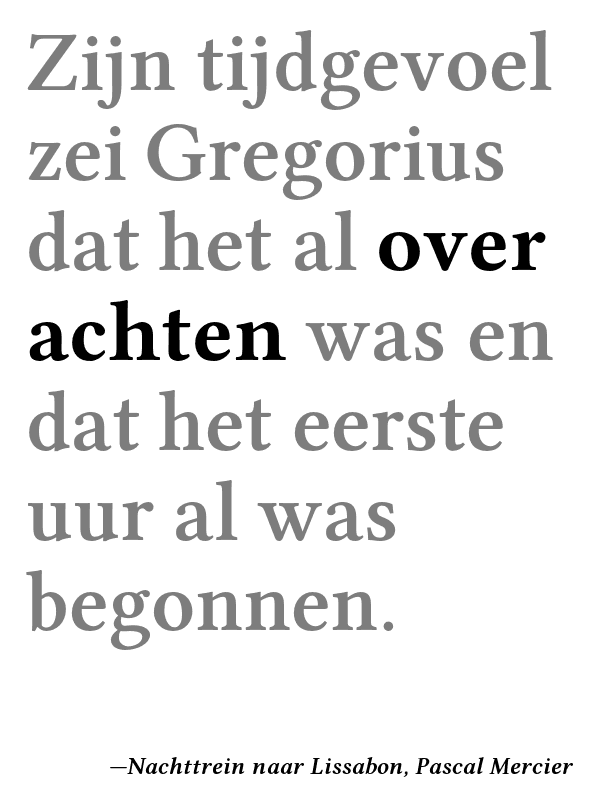 Zijn tijdgevoel
zei Gregorius
dat het al over
achten was en
dat het eerste
uur al was
begonnen.
—Nachttrein naar Lissabon, Pascal Mercier